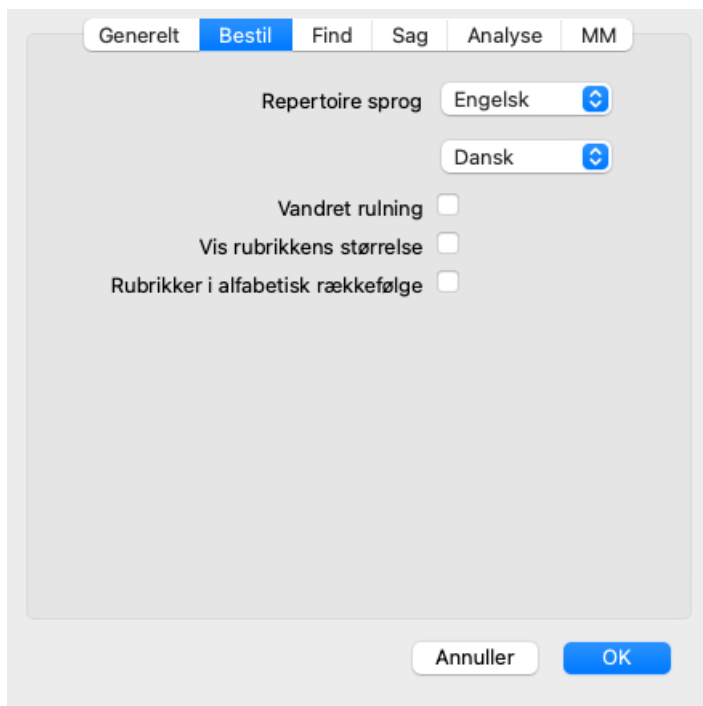 Generelt Bestil Find Sag Analyse MM
Repertoire sprog Engelsk
Dansk
Vandret rulning
Vis rubrikkens størrelse
Rubrikker i alfabetisk rækkefølge
Annuller OK